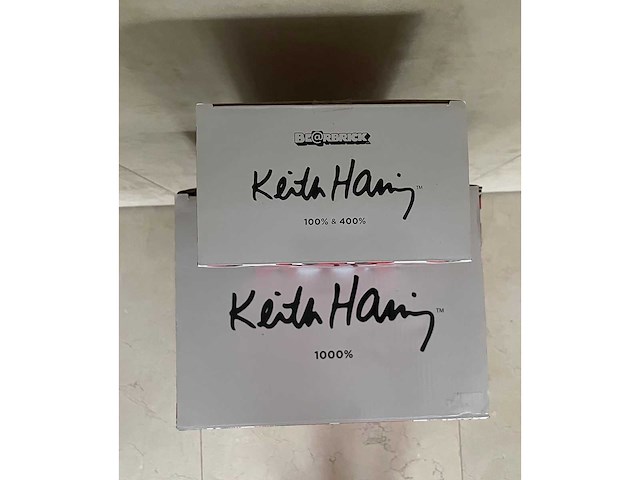 BE@RBRICK
Keith Haring™
100% & 400%
Keith Haring™
1000%